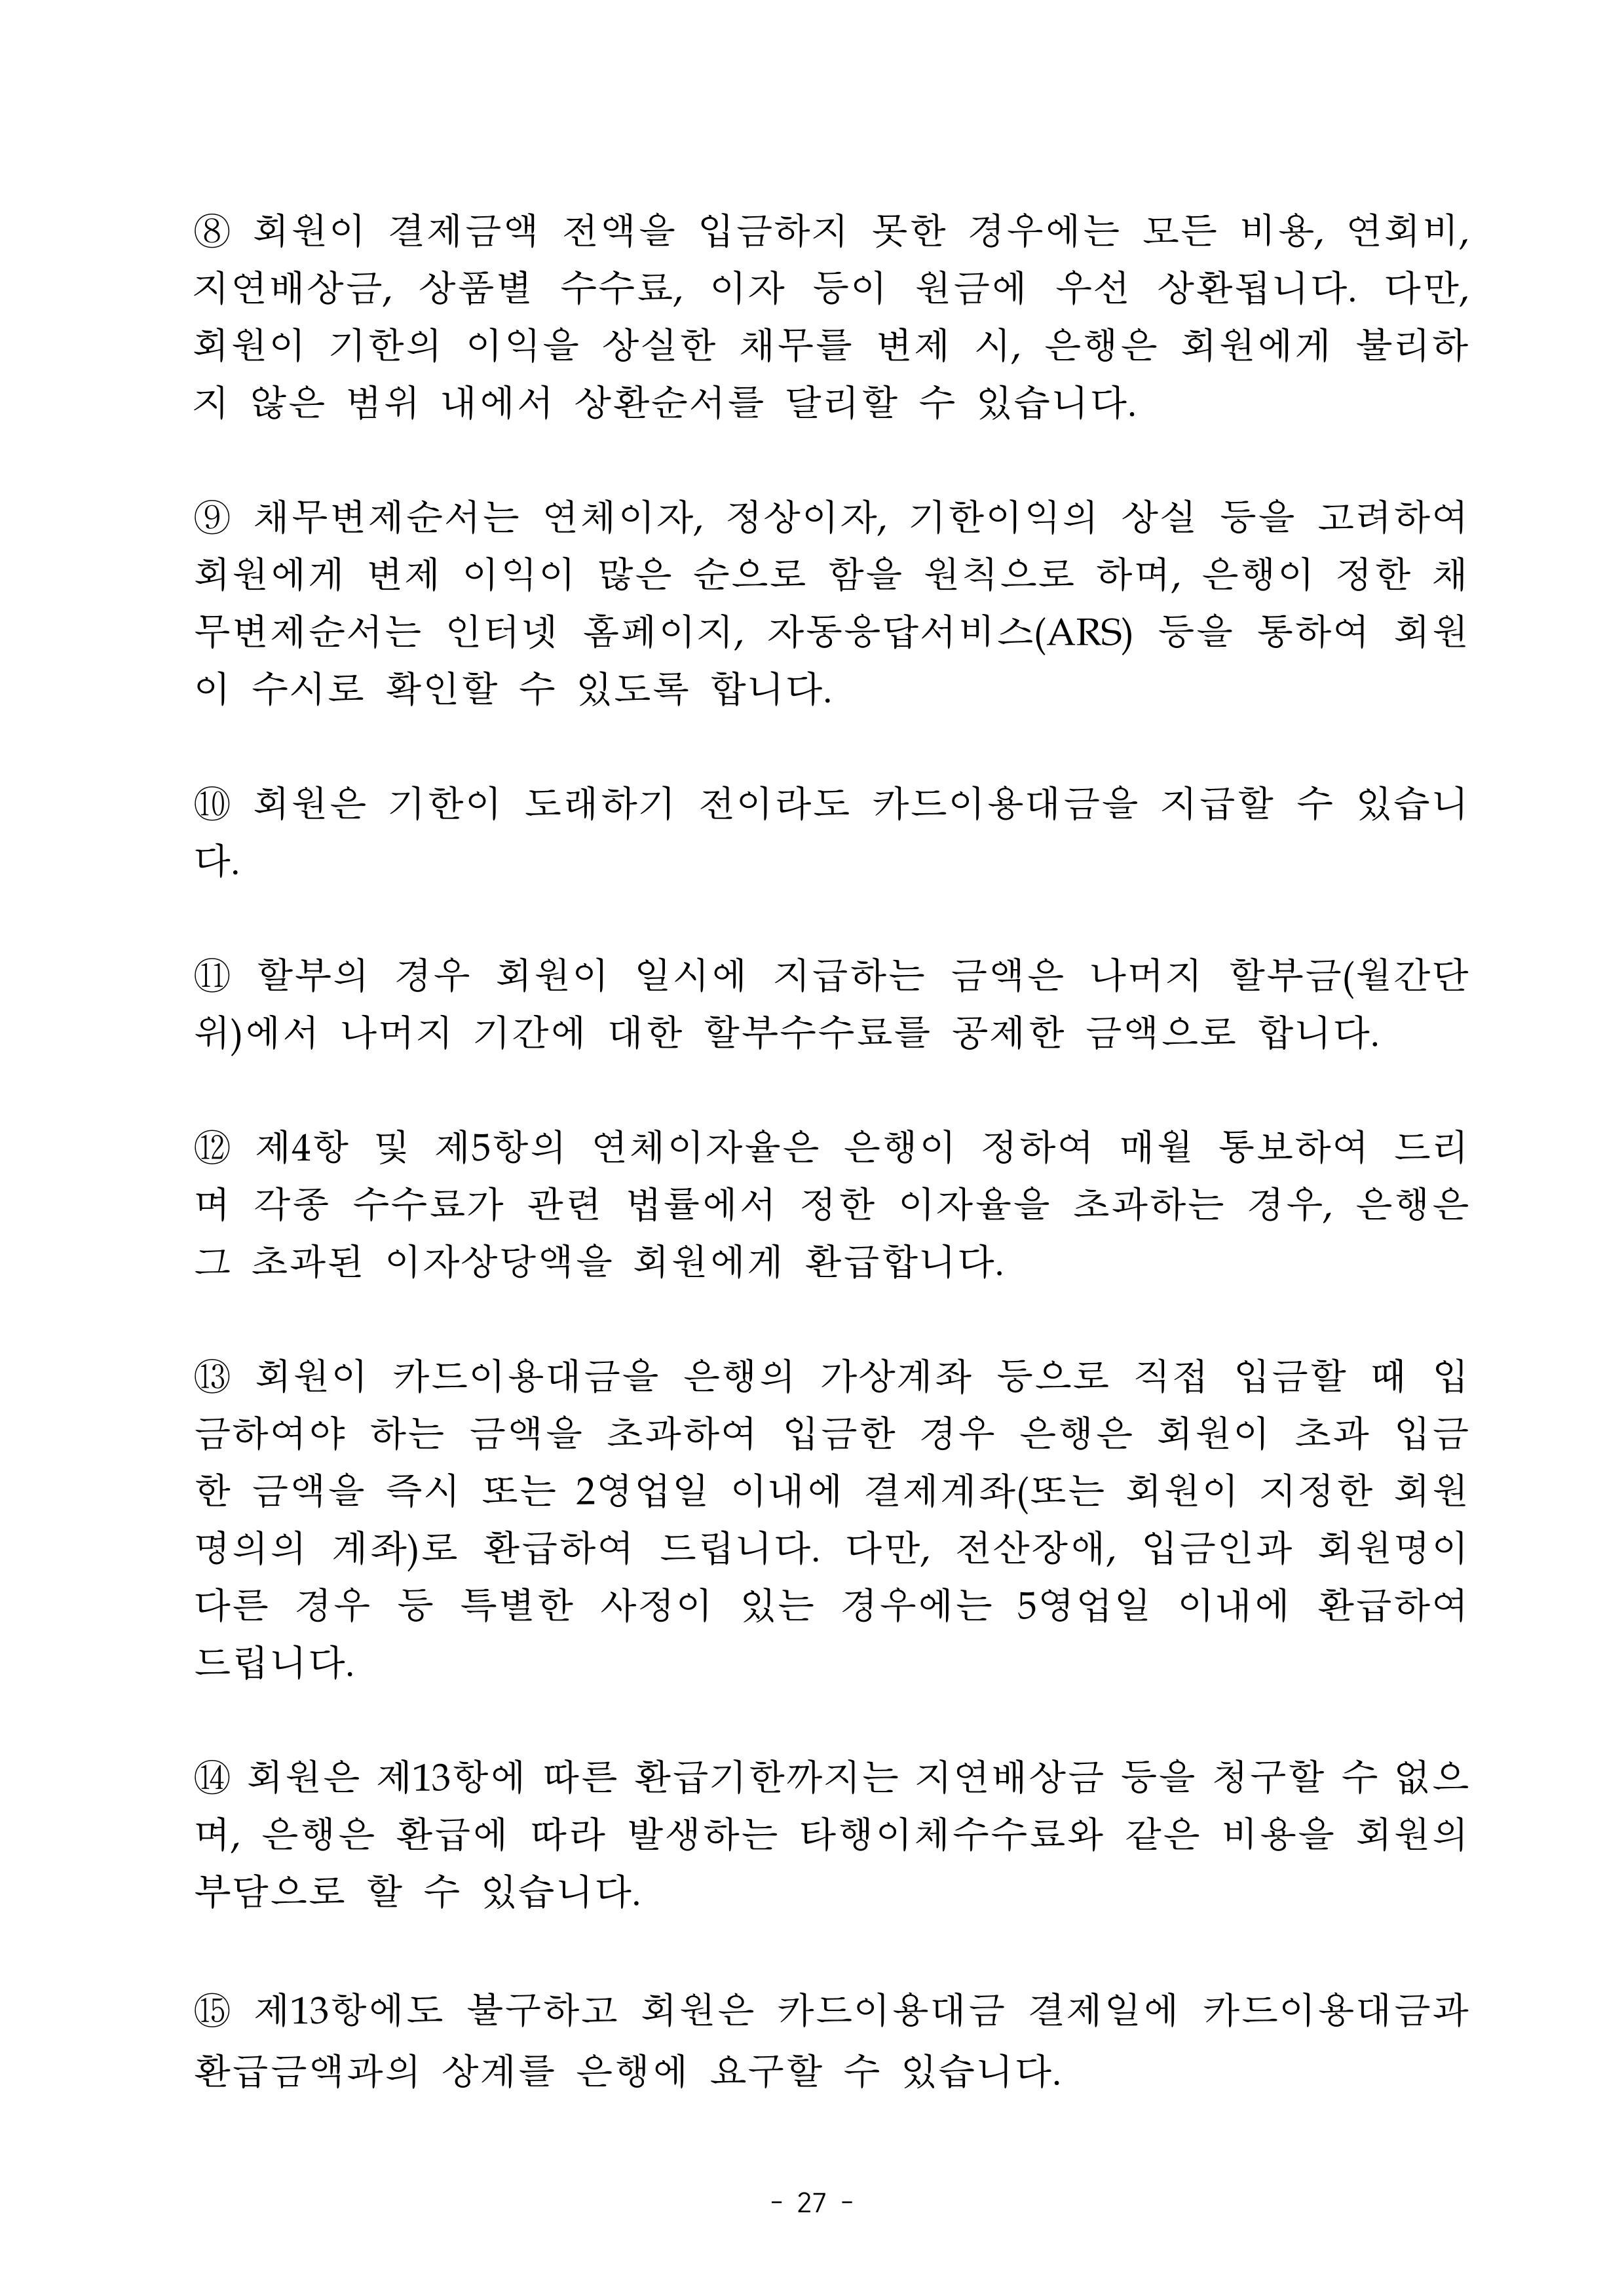 ⑧ 회원이 결제금액 전액을 입금하지 못한 경우에는 모든 비용, 연회비,
지연배상금, 상품별 수수료, 이자 등이 원금에 우선 상환됩니다. 다만,
회원이 기한의 이익을 상실한 채무를 변제 시, 은행은 회원에게 불리하
지 않은 범위 내에서 상환순서를 달리할 수 있습니다.
⑨ 채무변제순서는 연체이자, 정상이자, 기한이익의 상실 등을 고려하여
회원에게 변제 이익이 많은 순으로 함을 원칙으로 하며, 은행이 정한 채
무변제순서는 인터넷 홈페이지, 자동응답서비스(ARS) 등을 통하여 회원
이 수시로 확인할 수 있도록 합니다.
⑩ 회원은 기한이 도래하기 전이라도 카드이용대금을 지급할 수 있습니
다.
⑪ 할부의 경우 회원이 일시에 지급하는 금액은 나머지 할부금(월간단
위)에서 나머지 기간에 대한 할부수수료를 공제한 금액으로 합니다.
⑫ 제4항 및 제5항의 연체이자율은 은행이 정하여 매월 통보하여 드리
며 각종 수수료가 관련 법률에서 정한 이자율을 초과하는 경우, 은행은
그 초과된 이자상당액을 회원에게 환급합니다.
⑬ 회원이 카드이용대금을 은행의 가상계좌 등으로 직접 입금할 때 입
금하여야 하는 금액을 초과하여 입금한 경우 은행은 회원이 초과 입금
한 금액을 즉시 또는 2영업일 이내에 결제계좌(또는 회원이 지정한 회원
명의의 계좌)로 환급하여 드립니다. 다만, 전산장애, 입금인과 회원명이
다른 경우 등 특별한 사정이 있는 경우에는 5영업일 이내에 환급하여
드립니다.
⑭ 회원은 제13항에 따른 환급기한까지는 지연배상금 등을 청구할 수 없으
며, 은행은 환급에 따라 발생하는 타행이체수수료와 같은 비용을 회원의
부담으로 할 수 있습니다.
⑮ 제13항에도 불구하고 회원은 카드이용대금 결제일에 카드이용대금과
환급금액과의 상계를 은행에 요구할 수 있습니다.
- 27 -